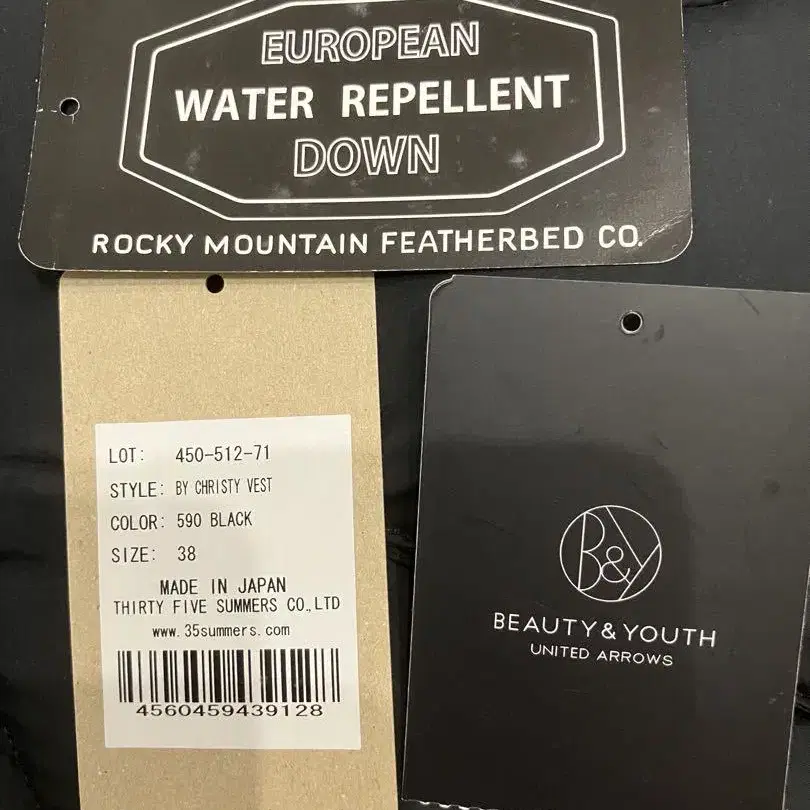 EUROPEAN
WATER REPELLENT
DOWN
ROCKY MOUNTAIN FEATHERBED CO.
LOT: 450-512-71
STYLE: BY CHRISTY VEST
COLOR: 590 BLACK
SIZE: 38
MADE IN JAPAN
THIRTY FIVE SUMMERS CO.,LTD
www.35summers.com
4560459439128
B&Y
BEAUTY&YOUTH
UNITED ARROWS